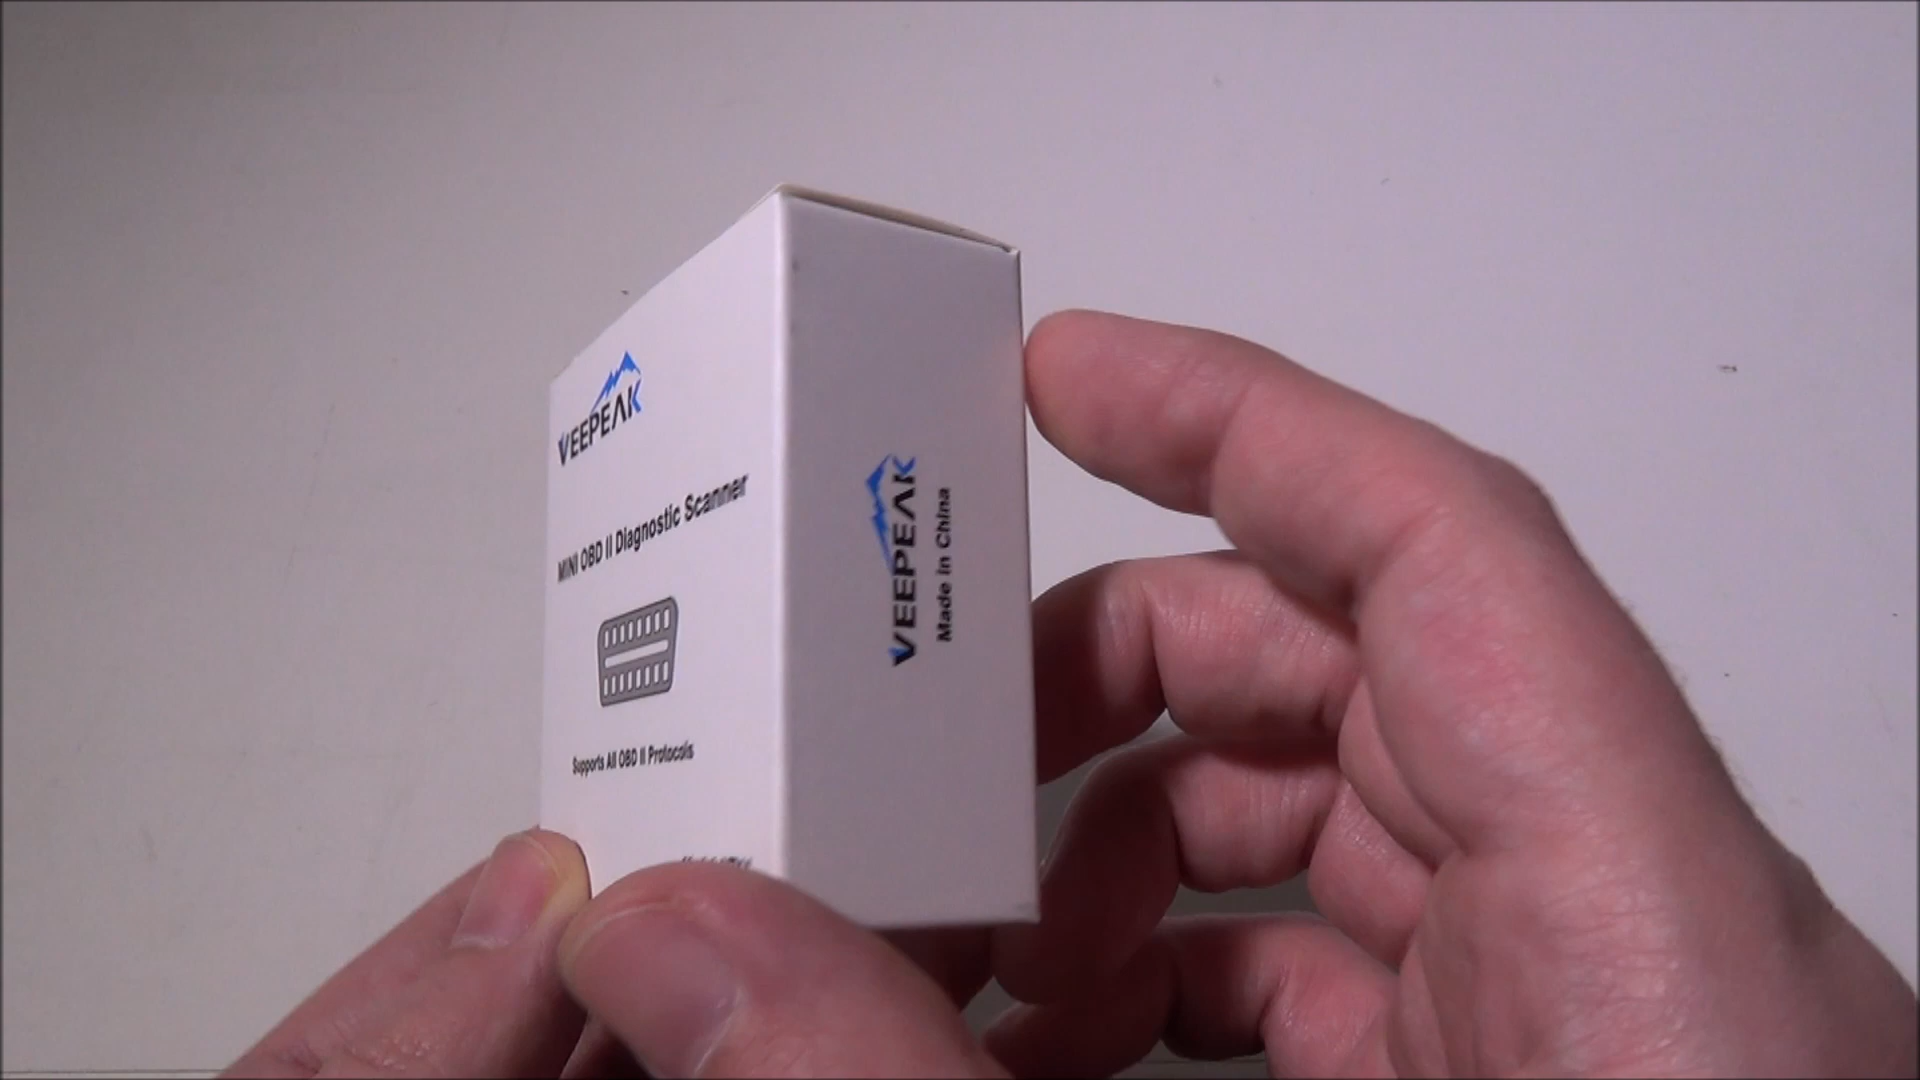 VEEPEAK
MINI OBD II Diagnostic Scanner
Supports All OBD II Protocols
VEEPEAK
Made in China